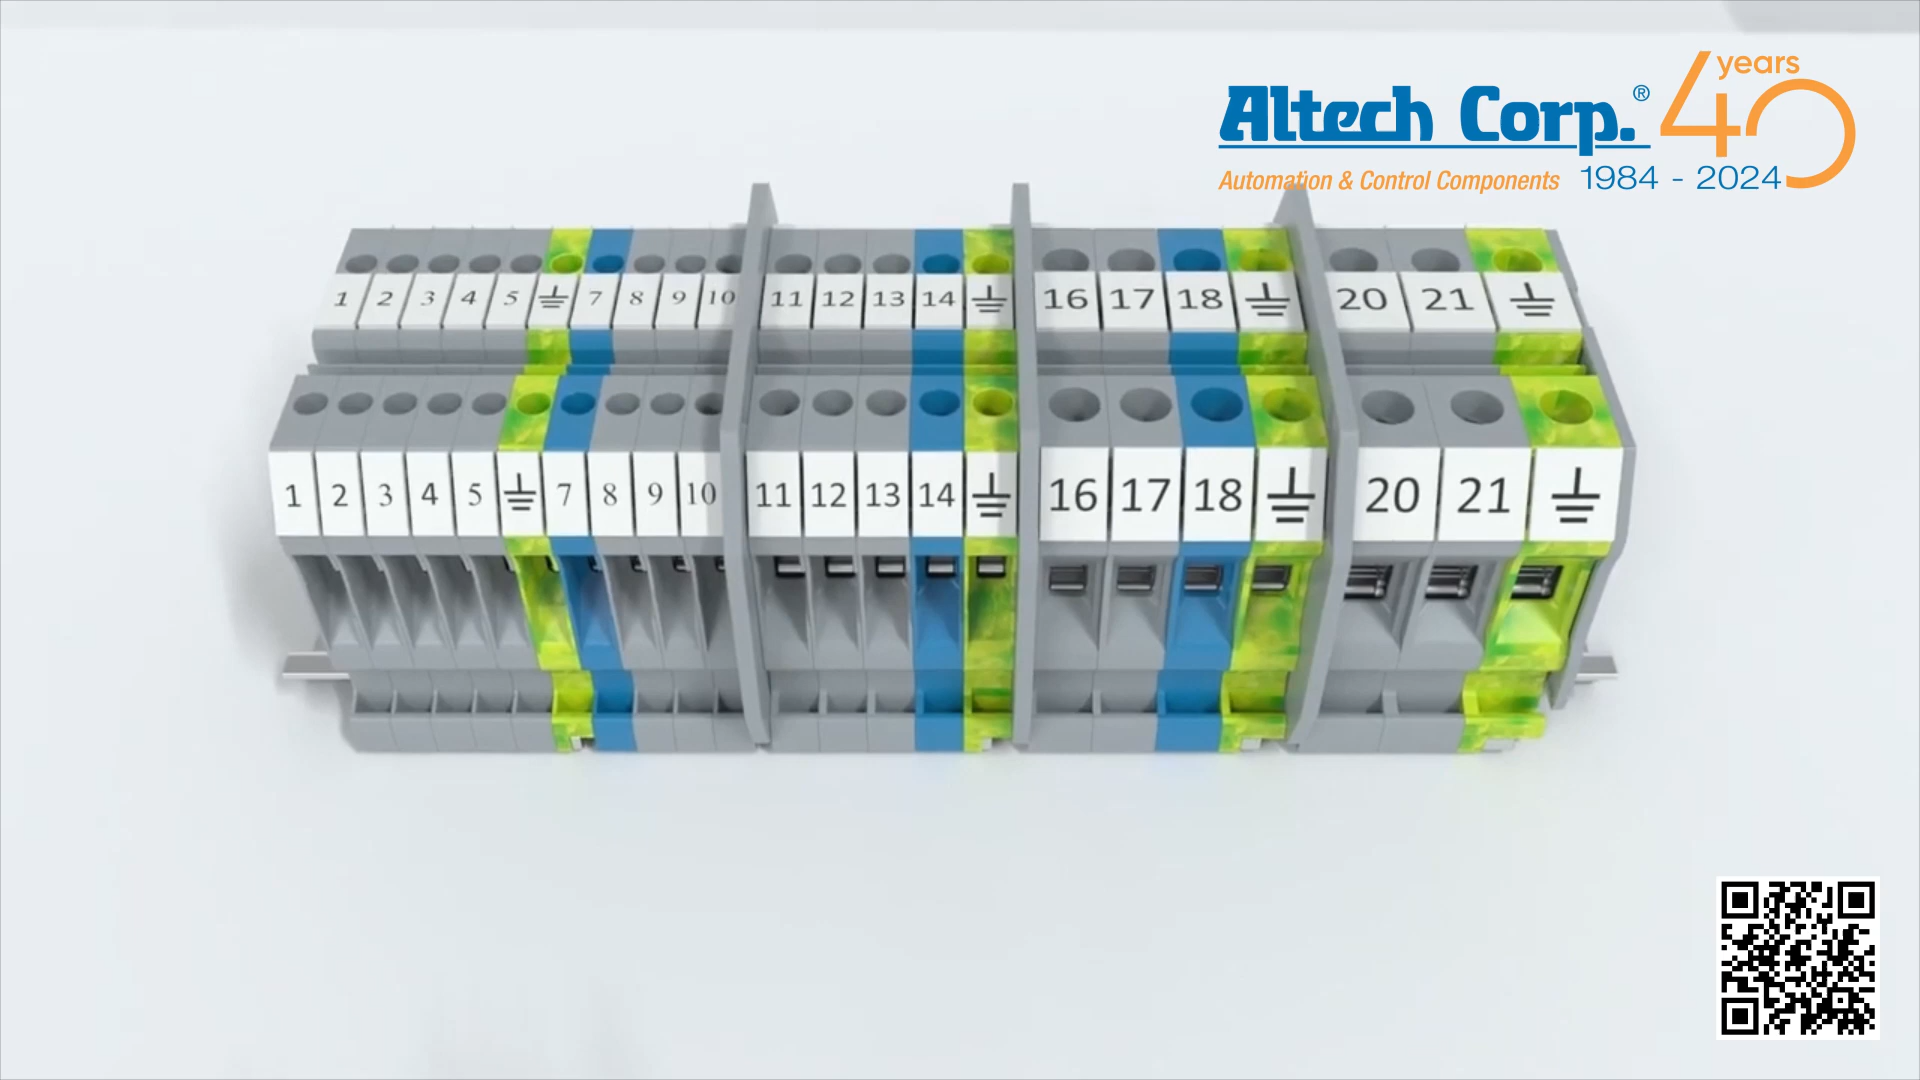 years
Altech Corp.® 40
Automation & Control Components 1984 - 2024
1 2 3 4 5 7 8 9 10 11 12 13 14 16 17 18 20 21
1 2 3 4 5 7 8 9 10 11 12 13 14 16 17 18 20 21